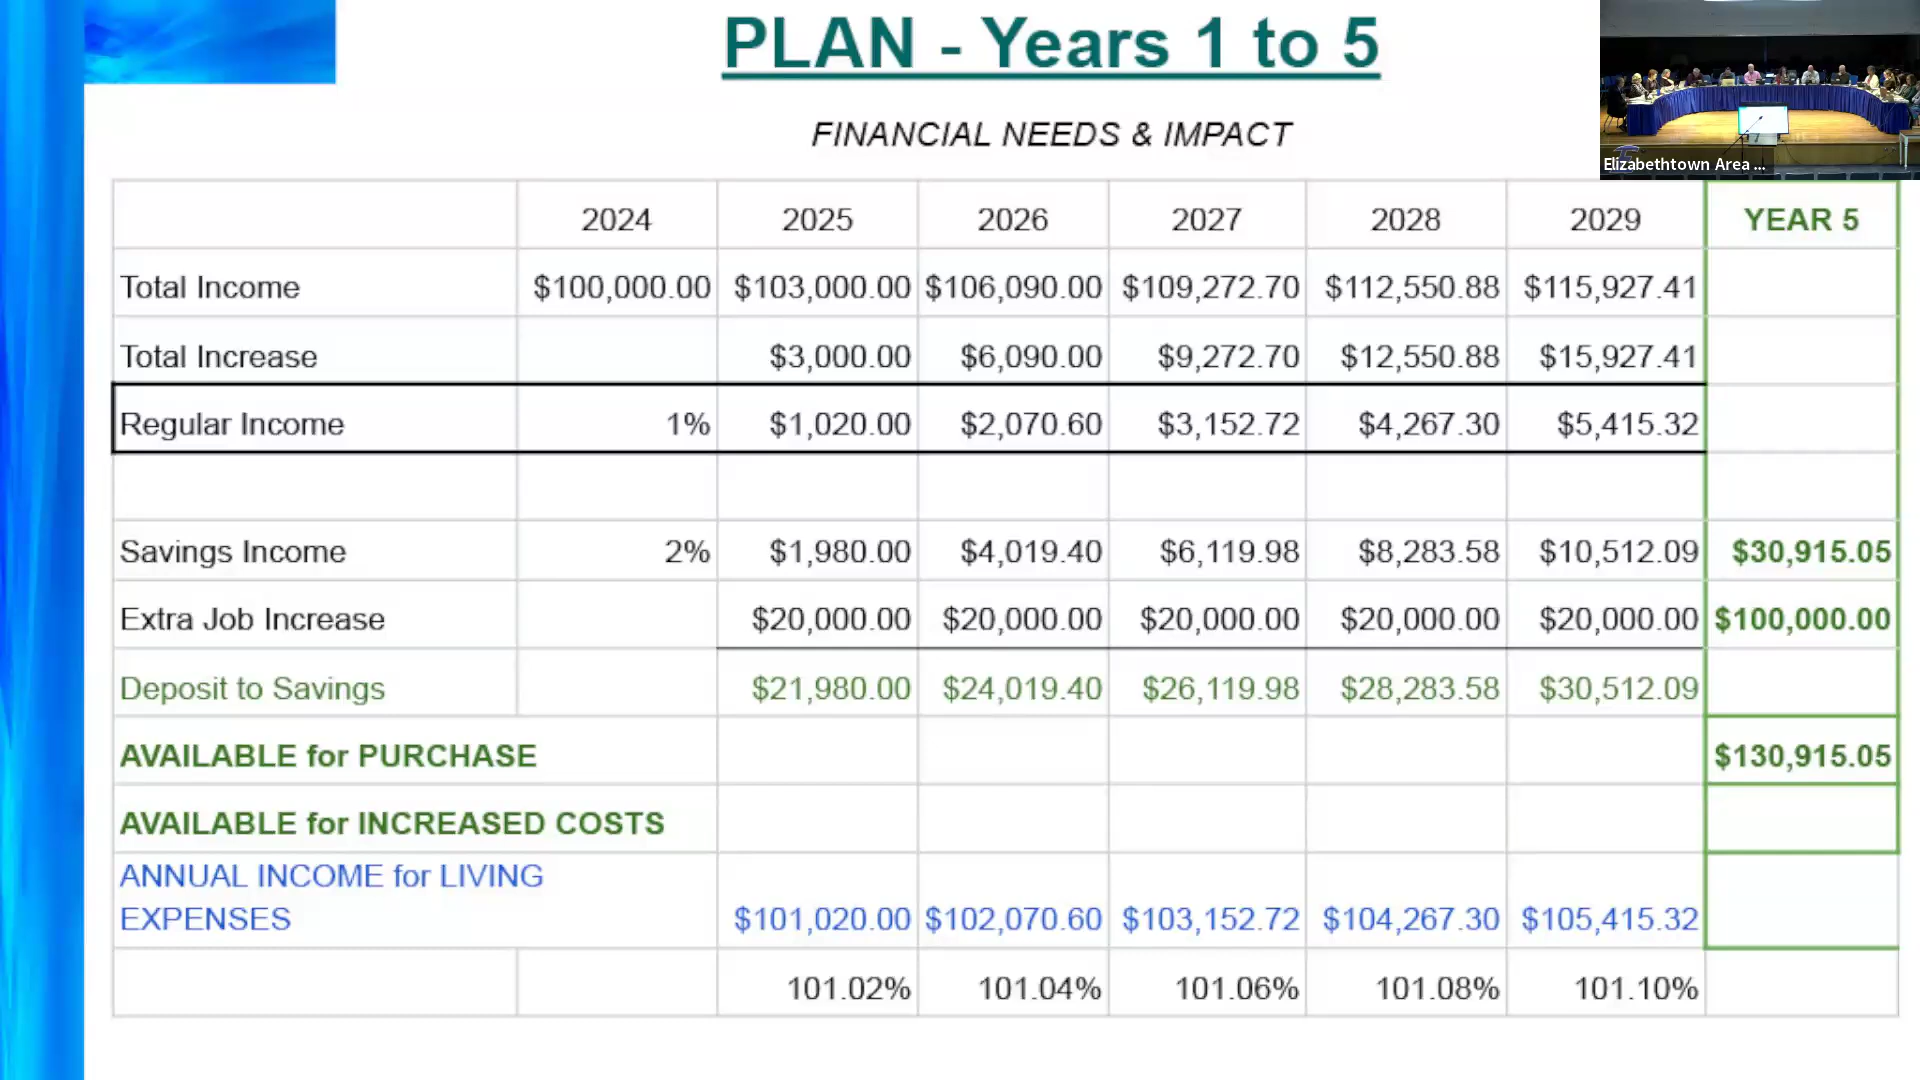 PLAN - Years 1 to 5
FINANCIAL NEEDS & IMPACT
Elizabethtown Area ...
2024 2025 2026 2027 2028 2029 YEAR 5
Total Income $100,000.00 $103,000.00 $106,090.00 $109,272.70 $112,550.88 $115,927.41
Total Increase $3,000.00 $6,090.00 $9,272.70 $12,550.88 $15,927.41
Regular Income 1% $1,020.00 $2,070.60 $3,152.72 $4,267.30 $5,415.32
Savings Income 2% $1,980.00 $4,019.40 $6,119.98 $8,283.58 $10,512.09 $30,915.05
Extra Job Increase $20,000.00 $20,000.00 $20,000.00 $20,000.00 $20,000.00 $100,000.00
Deposit to Savings $21,980.00 $24,019.40 $26,119.98 $28,283.58 $30,512.09
AVAILABLE for PURCHASE $130,915.05
AVAILABLE for INCREASED COSTS
ANNUAL INCOME for LIVING
EXPENSES $101,020.00 $102,070.60 $103,152.72 $104,267.30 $105,415.32
101.02% 101.04% 101.06% 101.08% 101.10%